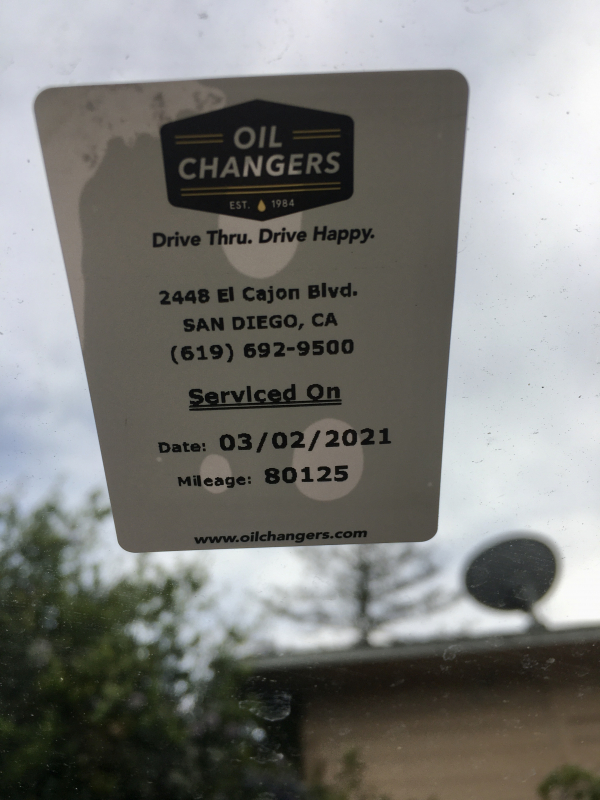 OIL
CHANGERS
EST. 1984
Drive Thru. Drive Happy.
2448 El Cajon Blvd.
SAN DIEGO, CA
(619) 692-9500
Serviced On
Date: 03/02/2021
Mileage: 80125
www.oilchangers.com